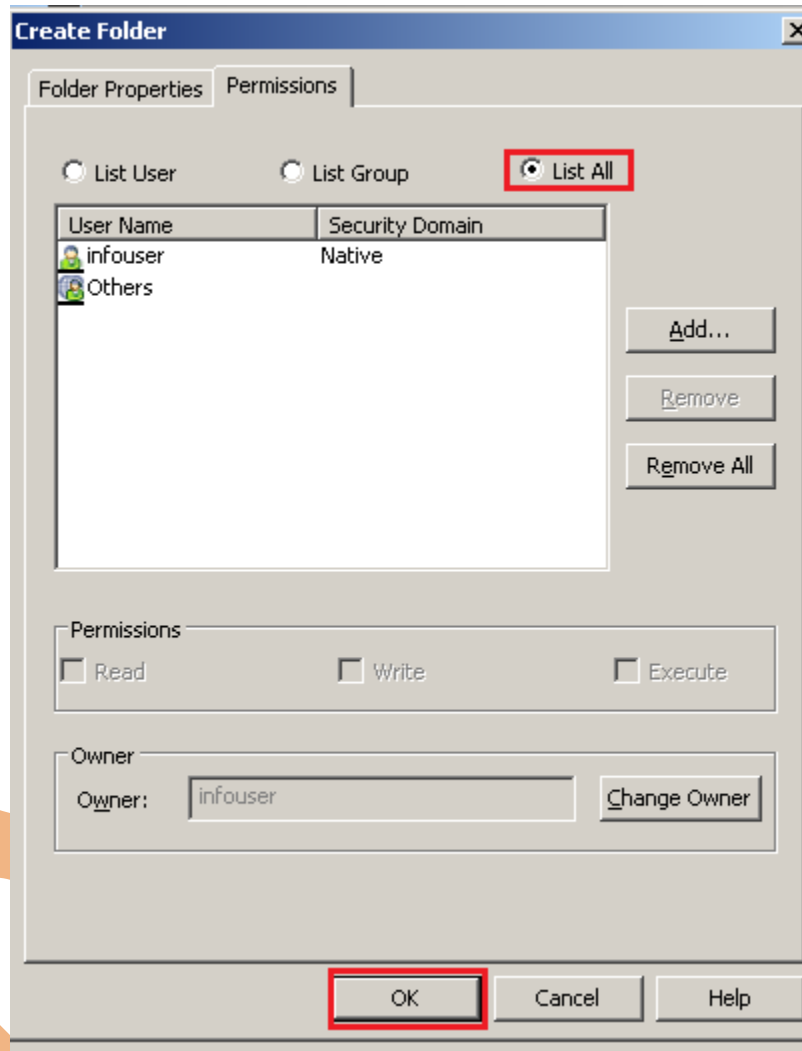 Create Folder
Folder Properties Permissions
List User List Group List All
User Name Security Domain
infouser Native
Others
Add...
Remove
Remove All
Permissions
Read Write Execute
Owner
Owner: infouser Change Owner
OK Cancel Help